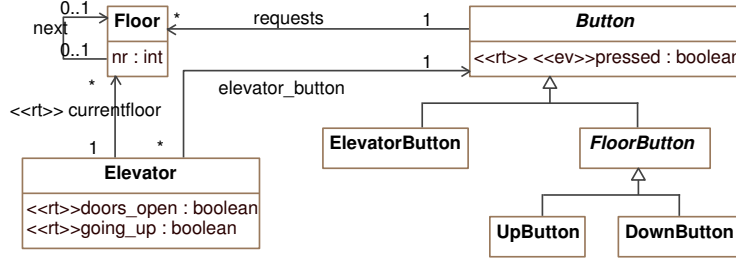 0..1
Floor
*
requests
1
Button
next
0..1
nr : int
<<rt>> <<ev>>pressed : boolean
*
1
elevator_button
<<rt>> currentfloor
ElevatorButton
FloorButton
1
*
Elevator
<<rt>>doors_open : boolean
<<rt>>going_up : boolean
UpButton
DownButton